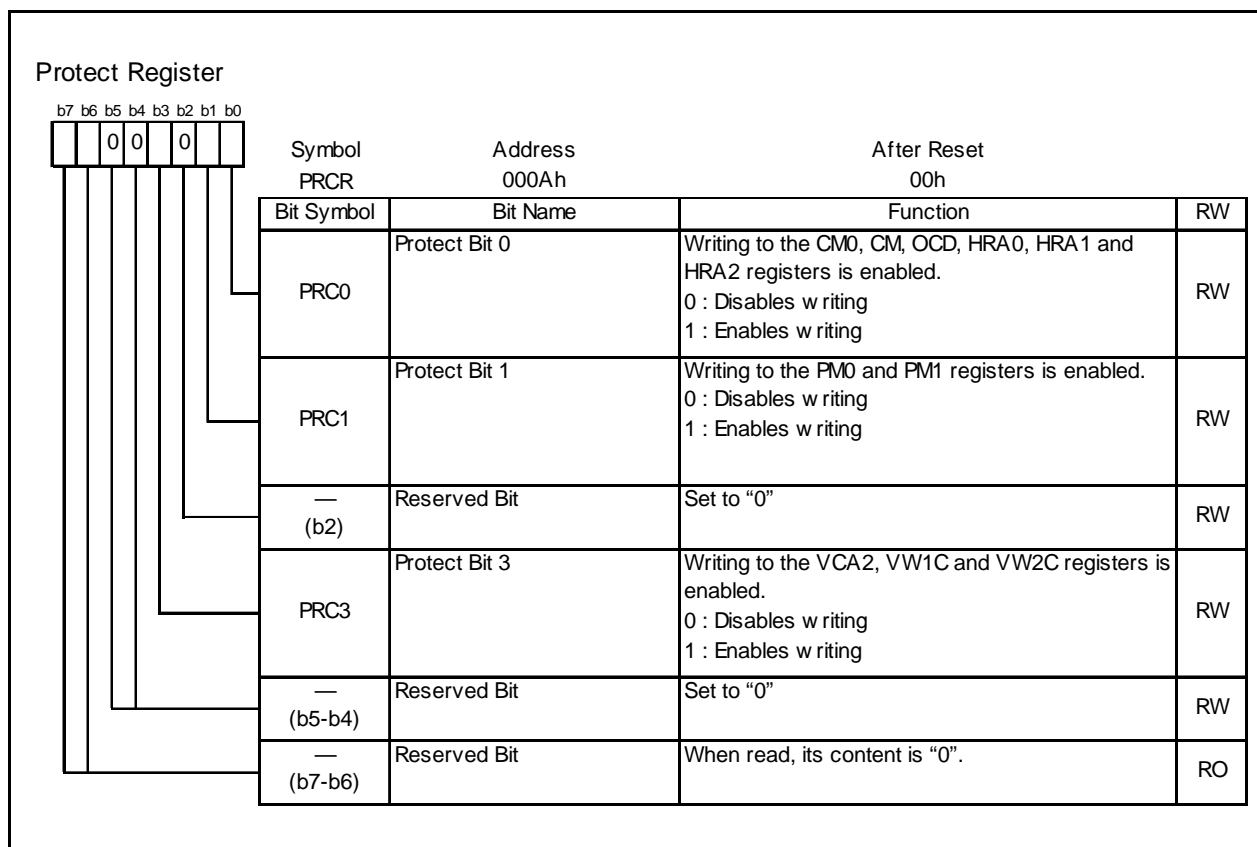 Protect Register
b7 b6 b5 b4 b3 b2 b1 b0
0 0 0
Symbol Address After Reset
PRCR 000Ah 00h
Bit Symbol Bit Name Function RW
PRC0 Protect Bit 0 Writing to the CM0, CM, OCD, HRA0, HRA1 and
HRA2 registers is enabled.
0 : Disables w riting
1 : Enables w riting
RW
PRC1 Protect Bit 1 Writing to the PM0 and PM1 registers is enabled.
0 : Disables w riting
1 : Enables w riting
RW
—
(b2)
Reserved Bit Set to “0” RW
PRC3 Protect Bit 3 Writing to the VCA2, VW1C and VW2C registers is
enabled.
0 : Disables w riting
1 : Enables w riting
RW
—
(b5-b4)
Reserved Bit Set to “0” RW
—
(b7-b6)
Reserved Bit When read, its content is “0”. RO